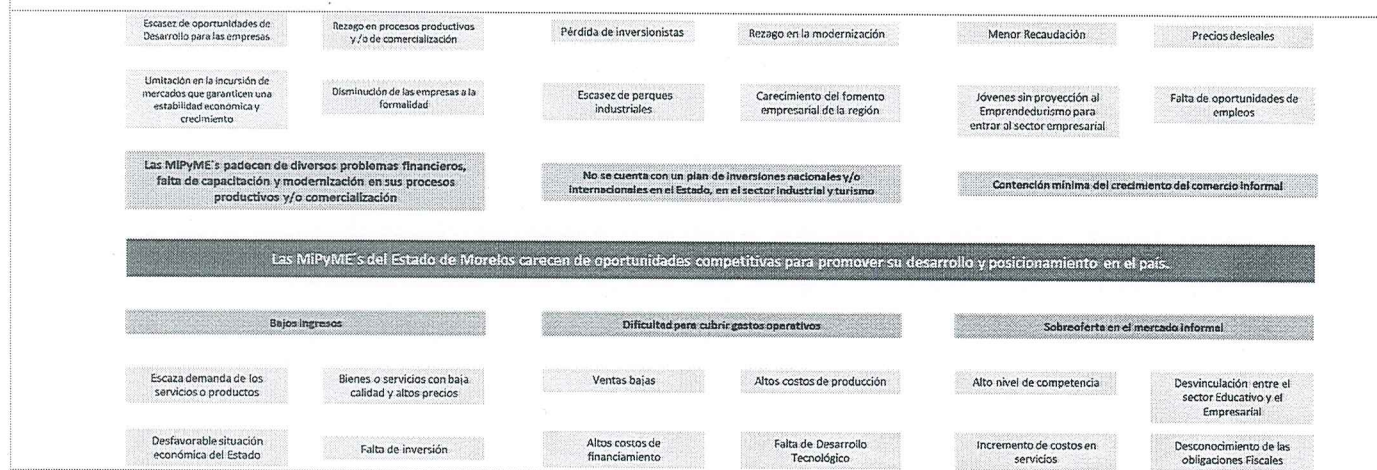 Escasez de oportunidades de
Desarrollo para las empresas
Rezago en procesos productivos
y /o de comercialización
Pérdida de inversionistas
Rezago en la modernización
Menor Recaudación
Precios desleales
Limitación en la incursión de
mercados que garanticen una
estabilidad económica y
crecimiento
Disminución de las empresas a la
formalidad
Escasez de perques
industriales
Carecimiento del fomento
empresarial de la región
Jóvenes sin proyección al
Emprendedurismo para
entrar al sector empresarial
Falta de oportunidades de
empleos
Las MIPyME´s padecen de diversos problemas financieros,
falta de capacitación y modernización en sus procesos
productivos y/o comercialización
No se cuenta con un plan de inversiones nacionales y/o
internacionales en el Estado, en el sector industrial y turismo
Contención mínima del crecimiento del comercio informal
Las MiPyME´s del Estado de Morelos carecen de oportunidades competitivas para promover su desarrollo y posicionamiento en el país.
Bajos ingresos
Dificultad para cubrir gastos operativos
Sobreoferta en el mercado informal
Escaza demanda de los
servicios o productos
Bienes o servicios con baja
calidad y altos precios
Ventas bajas
Altos costos de producción
Alto nivel de competencia
Desvinculación entre el
sector Educativo y el
Empresarial
Desfavorable situación
económica del Estado
Falta de inversión
Altos costos de
financiamiento
Falta de Desarrollo
Tecnológico
Incremento de costos en
servicios
Desconocimiento de las
obligaciones Fiscales